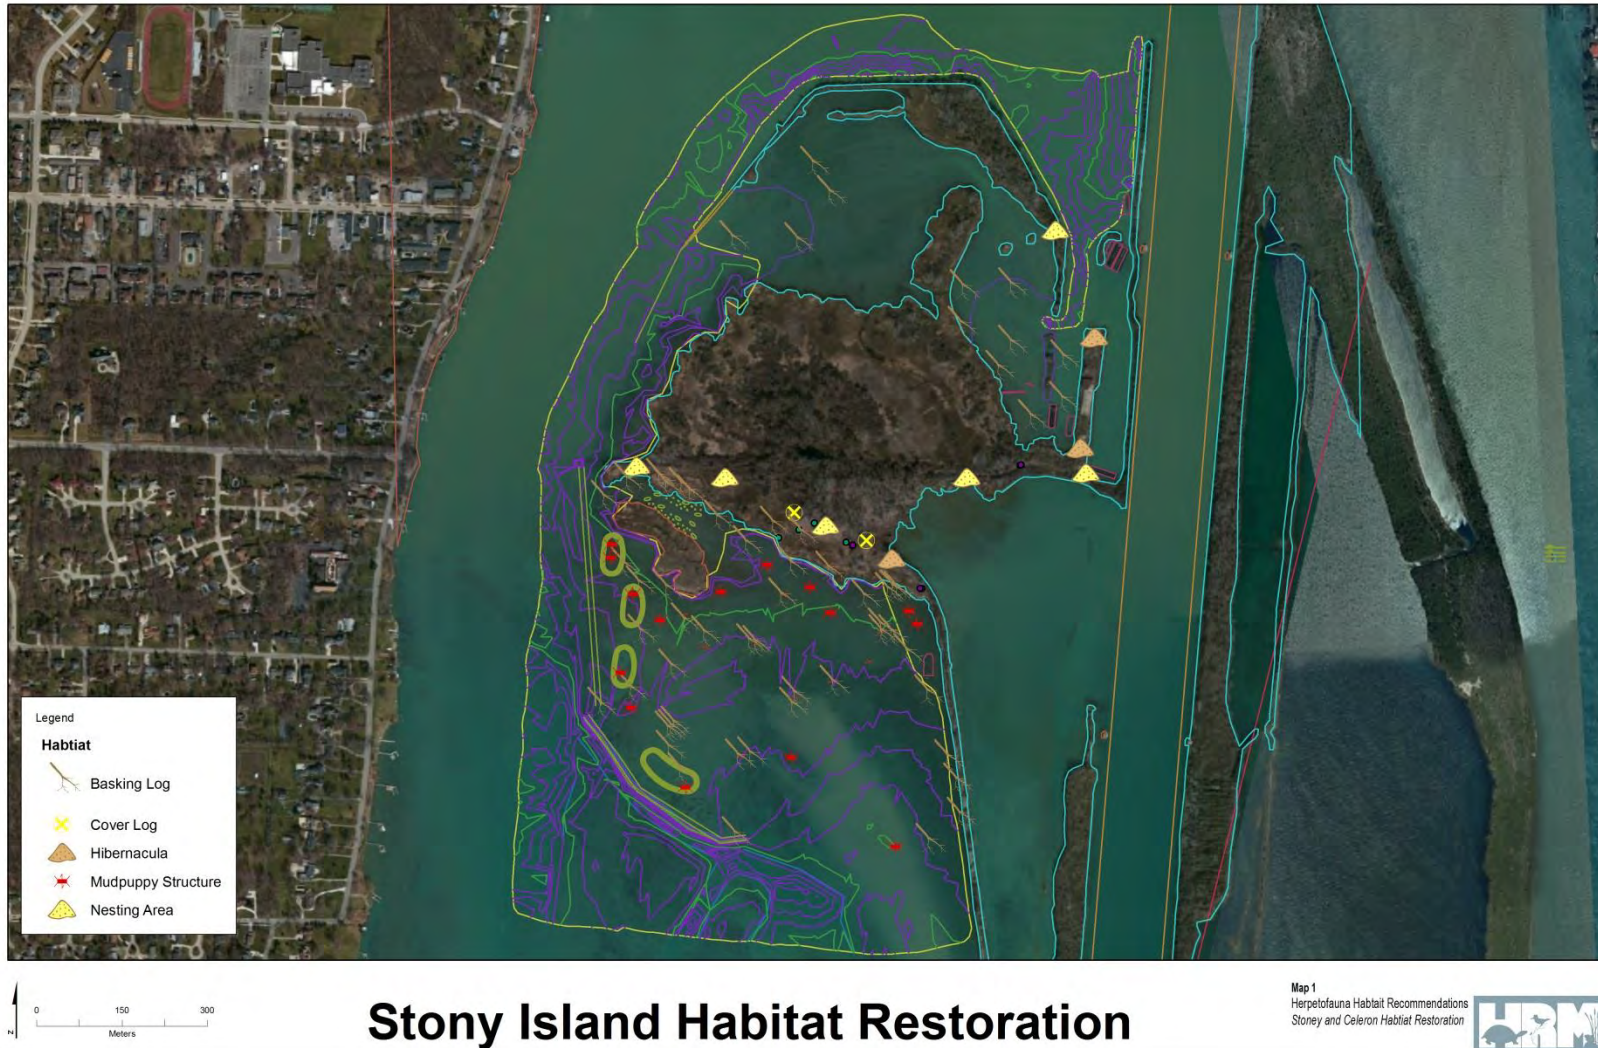 Legend
Habtiat
Basking Log
Cover Log
Hibernacula
Mudpuppy Structure
Nesting Area
N
0 150 300
Meters
Stony Island Habitat Restoration
Map 1
Herpetofauna Habtait Recommendations
Stoney and Celeron Habtiat Restoration
HRM